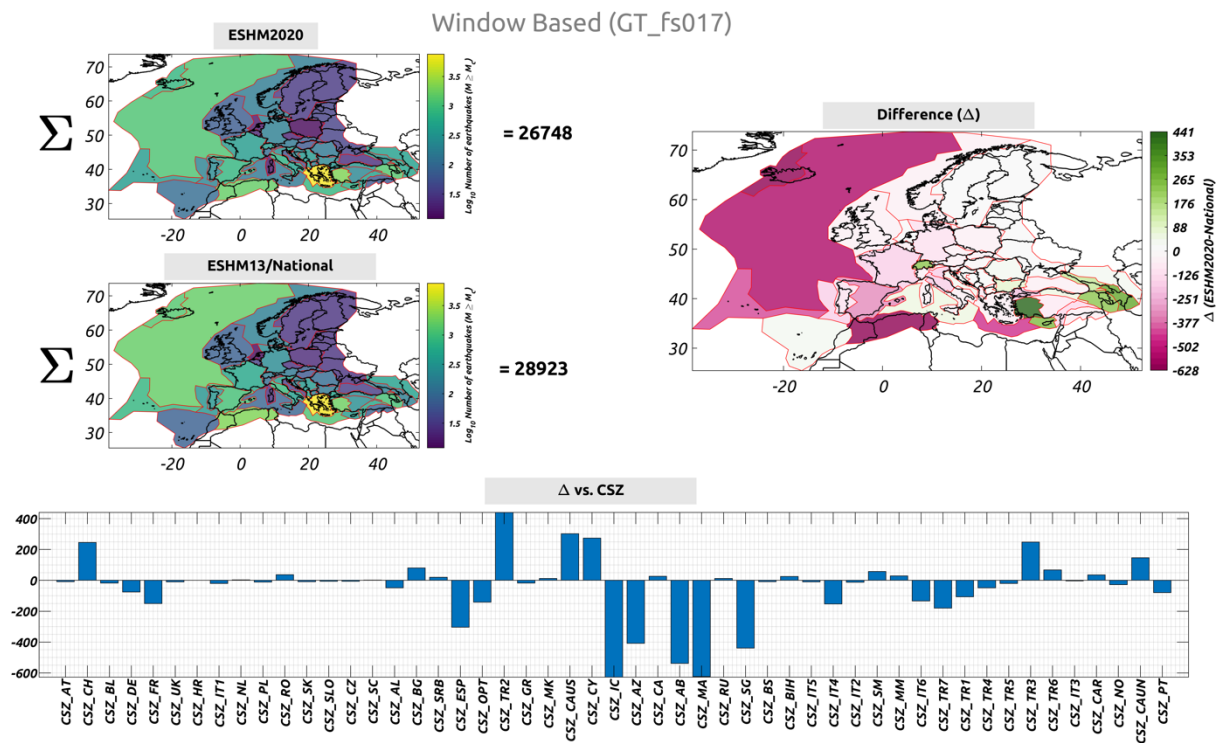 Window Based (GT_fs017)
ESHM2020
70
60
50
40
30
-20
0
20
40
3.5
3
2.5
2
1.5
Log10 Number of earthquakes (M ≥ Mc)
Σ
= 26748
ESHM13/National
70
60
50
40
30
-20
0
20
40
3.5
3
2.5
2
1.5
Log10 Number of earthquakes (M ≥ Mc)
Σ
= 28923
Difference (Δ)
70
60
50
40
30
-20
0
20
40
441
353
265
176
88
0
-126
-251
-377
-502
-628
Δ (ESHM2020-National)
Δ vs. CSZ
400
200
0
-200
-400
-600
400
200
0
-200
-400
-600
CSZ_AT
CSZ_CH
CSZ_BL
CSZ_DE
CSZ_FR
CSZ_UK
CSZ_HR
CSZ_IT1
CSZ_NL
CSZ_PL
CSZ_RO
CSZ_SK
CSZ_SLO
CSZ_CZ
CSZ_SC
CSZ_AL
CSZ_BG
CSZ_SRB
CSZ_ESP
CSZ_OPT
CSZ_TR2
CSZ_GR
CSZ_MK
CSZ_CAUS
CSZ_CY
CSZ_IC
CSZ_AZ
CSZ_CA
CSZ_AB
CSZ_MA
CSZ_RU
CSZ_SG
CSZ_BS
CSZ_BIH
CSZ_IT5
CSZ_IT4
CSZ_IT2
CSZ_SM
CSZ_MM
CSZ_IT6
CSZ_TR7
CSZ_TR1
CSZ_TR4
CSZ_TR5
CSZ_TR3
CSZ_TR6
CSZ_IT3
CSZ_CAR
CSZ_NO
CSZ_CAUN
CSZ_PT